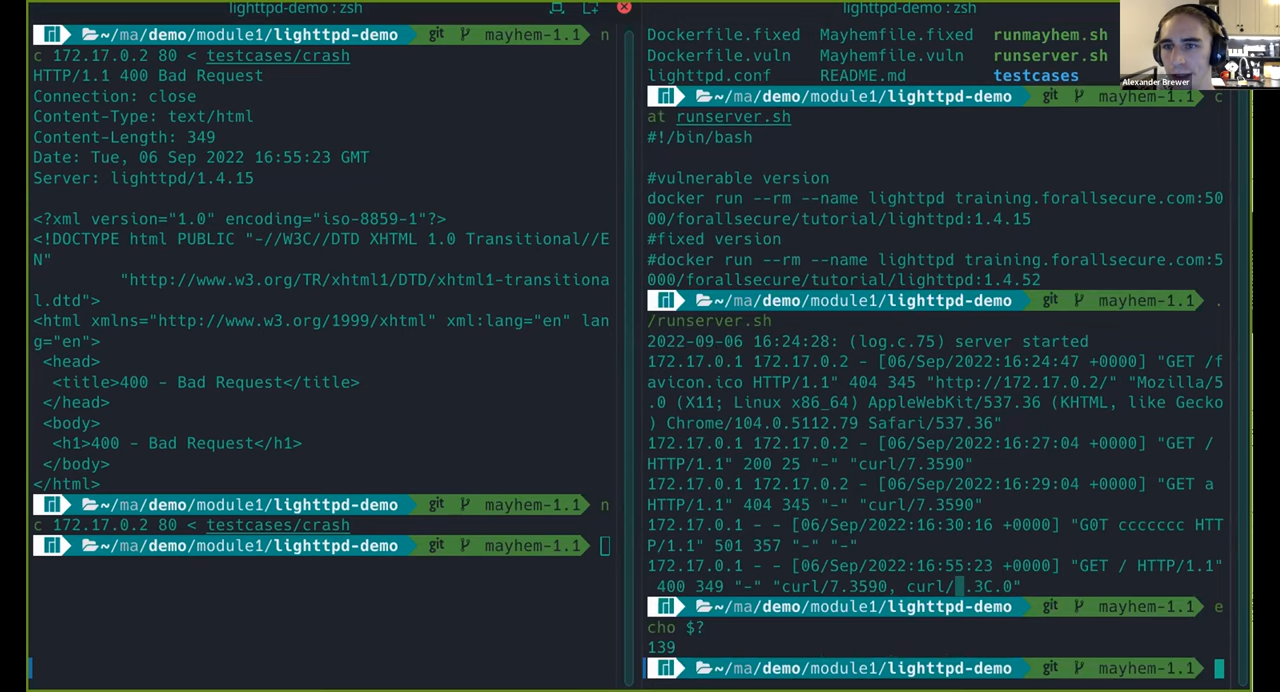 lighttpd-demo : zsh
~/ma/demo/module1/lighttpd-demo git mayhem-1.1 n
c 172.17.0.2 80 < testcases/crash
HTTP/1.1 400 Bad Request
Connection: close
Content-Type: text/html
Content-Length: 349
Date: Tue, 06 Sep 2022 16:55:23 GMT
Server: lighttpd/1.4.15
<?xml version="1.0" encoding="iso-8859-1"?>
<!DOCTYPE html PUBLIC "-//W3C//DTD XHTML 1.0 Transitional//E
N"
"http://www.w3.org/TR/xhtml1/DTD/xhtml1-transitiona
l.dtd">
<html xmlns="http://www.w3.org/1999/xhtml" xml:lang="en" lan
g="en">
<head>
<title>400 - Bad Request</title>
</head>
<body>
<h1>400 - Bad Request</h1>
</body>
</html>
~/ma/demo/module1/lighttpd-demo git mayhem-1.1 n
c 172.17.0.2 80 < testcases/crash
~/ma/demo/module1/lighttpd-demo git mayhem-1.1
lighttpd-demo : zsh
Dockerfile.fixed Mayhemfile.fixed runmayhem.sh
Dockerfile.vuln Mayhemfile.vuln runserver.sh
lighttpd.conf README.md testcases
~/ma/demo/module1/lighttpd-demo git mayhem-1.1 c
at runserver.sh
#!/bin/bash
#vulnerable version
docker run --rm --name lighttpd training.forallsecure.com:50
00/forallsecure/tutorial/lighttpd:1.4.15
#fixed version
#docker run --rm --name lighttpd training.forallsecure.com:5
000/forallsecure/tutorial/lighttpd:1.4.52
~/ma/demo/module1/lighttpd-demo git mayhem-1.1 .
/runserver.sh
2022-09-06 16:24:28: (log.c.75) server started
172.17.0.1 172.17.0.2 - [06/Sep/2022:16:24:47 +0000] "GET /f
avicon.ico HTTP/1.1" 404 345 "http://172.17.0.2/" "Mozilla/5
.0 (X11; Linux x86_64) AppleWebKit/537.36 (KHTML, like Gecko
) Chrome/104.0.5112.79 Safari/537.36"
172.17.0.1 172.17.0.2 - [06/Sep/2022:16:27:04 +0000] "GET /
HTTP/1.1" 200 25 "-" "curl/7.3590"
172.17.0.1 172.17.0.2 - [06/Sep/2022:16:29:04 +0000] "GET a
HTTP/1.1" 404 345 "-" "curl/7.3590"
172.17.0.1 - - [06/Sep/2022:16:30:16 +0000] "G0T ccccccc HTT
P/1.1" 501 357 "-" "-"
172.17.0.1 - - [06/Sep/2022:16:55:23 +0000] "GET / HTTP/1.1"
400 349 "-" "curl/7.3590, curl/ .3C.0"
~/ma/demo/module1/lighttpd-demo git mayhem-1.1 e
cho $?
139
~/ma/demo/module1/lighttpd-demo git mayhem-1.1
Alexander Brewer